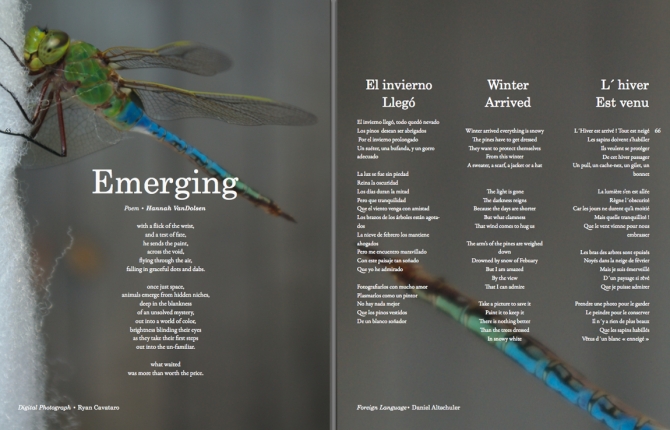 Emerging
Poem • Hannah VanDolsen
with a flick of the wrist,
and a test of fate,
he sends the paint,
across the void,
flying through the air,
falling in graceful dots and dabs.
once just space,
animals emerge from hidden niches,
deep in the blankness
of an unsolved mystery,
out into a world of color,
brightness blinding their eyes
as they take their first steps
out into the un-familiar.
what waited
was more than worth the price.
Digital Photograph • Ryan Cavataro
El invierno
Llegó
El invierno llegó, todo quedó nevado
Los pinos desean ser abrigados
Por el invierno prolongado
Un suéter, una bufanda, y un gorro
adecuado
La luz se fue sin piedad
Reina la oscuridad
Los días duran la mitad
Pero que tranquilidad
Que el viento venga con amistad
Los brazos de los árboles están agota-
dos
La nieve de febrero los mantiene
ahogados
Pero me encuentro maravillado
Con este paisaje tan soñado
Que yo he admirado
Fotografiarlos con mucho amor
Plasmarlos como un pintor
No hay nada mejor
Que los pinos vestidos
De un blanco soñador
Winter
Arrived
Winter arrived everything is snowy
The pines have to get dressed
They want to protect themselves
From this winter
A sweater, a scarf, a jacket or a hat
The light is gone
The darkness reigns
Because the days are shorter
But what clamness
That wind comes to hug us
The arm's of the pines are weighed
down
Drowned by snow of Febuary
But I am amazed
By the view
That I can admire
Take a picture to save it
Paint it to keep it
There is nothing better
Than the trees dressed
In snowy white
L´ hiver
Est venu
L´Hiver est arrivé ! Tout est neigé
Les sapins doivent s'habiller
Ils veulent se protéger
De cet hiver passager
Un pull, un cache-nez, un gilet, un
bonnet
La lumière s'en est allée
Règne l´obscurité
Car les jours ne durent qu'à moitié
Mais quelle tranquillité !
Que le vent vienne pour nous
embrasser
Les bras des arbres sont épuisés
Noyés dans la neige de février
Mais je suis émerveillé
D´un paysage si rêvé
Que je puisse admirer
Prendre une photo pour le garder
Le peindre pour le conserver
Il n´y a rien de plus beau
Que les sapins habillés
Vêtus d´un blanc « enneigé »
66
Foreign Language • Daniel Altschuler